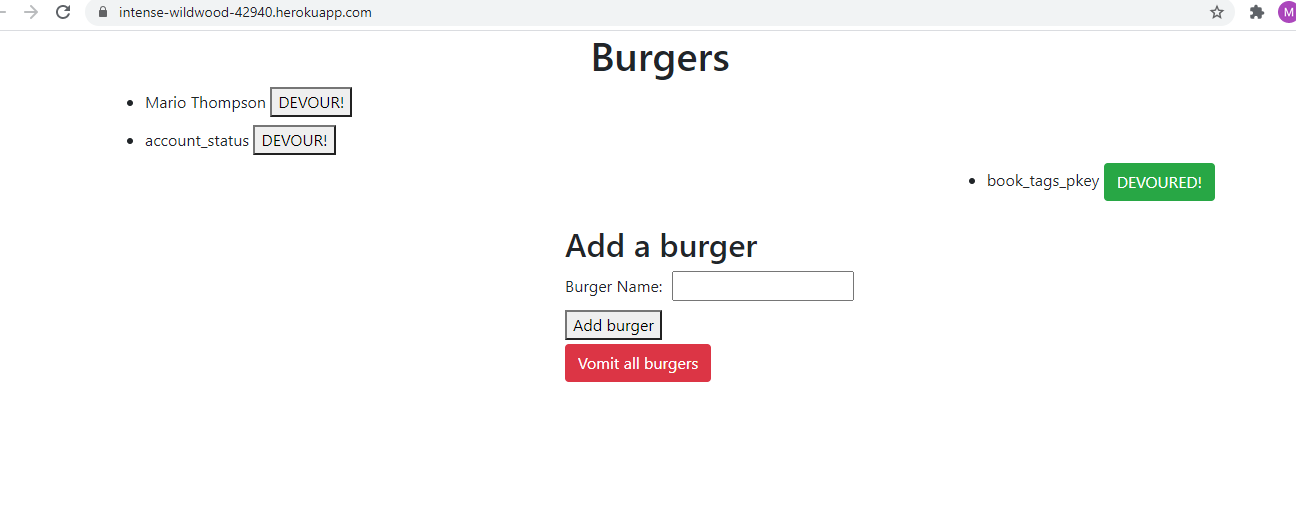 intense-wildwood-42940.herokuapp.com
M
Burgers
Mario Thompson DEVOUR!
account_status DEVOUR!
book_tags_pkey DEVOURED!
Add a burger
Burger Name:
Add burger
Vomit all burgers